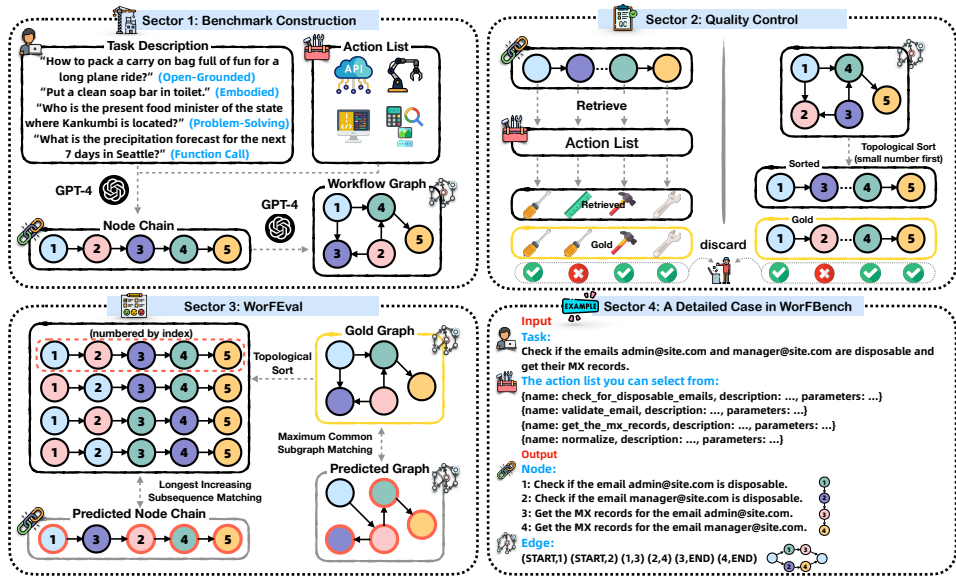 Sector 1: Benchmark Construction
Task Description
"How to pack a carry on bag full of fun for a
long plane ride?" (Open-Grounded)
"Put a clean soap bar in toilet." (Embodied)
"Who is the present food minister of the state
where Kankumbi is located?" (Problem-Solving)
"What is the precipitation forecast for the next
7 days in Seattle?" (Function Call)
Action List
API
GPT-4
GPT-4
Node Chain
1 2 3 4 5
Workflow Graph
1 4
5
3 2
Sector 2: Quality Control
QC
Retrieve
Action List
Retrieved
Gold
1 4
5
2 3
Topological Sort
(small number first)
Sorted
1 3 4 5
Gold
1 2 4 5
discard
Sector 3: WorFEval
(numbered by index)
1 2 3 4 5
1 2 3 4 5
1 2 3 4 5
1 2 3 4 5
Topological
Sort
Gold Graph
Maximum Common
Subgraph Matching
Predicted Graph
Longest Increasing
Subsequence Matching
Predicted Node Chain
1 3 2 4 5
EXAMPLE
Sector 4: A Detailed Case in WorFBench
Input
Task:
Check if the emails admin@site.com and manager@site.com are disposable and
get their MX records.
The action list you can select from:
{name: check_for_disposable_emails, description: ..., parameters: ...}
{name: validate_email, description: ..., parameters: ...}
{name: get_the_mx_records, description: ..., parameters: ...}
{name: normalize, description: ..., parameters: ...}
Output
Node:
1: Check if the email admin@site.com is disposable.
2: Check if the email manager@site.com is disposable.
3: Get the MX records for the email admin@site.com.
4: Get the MX records for the email manager@site.com.
1
2
3
4
Edge:
(START,1) (START,2) (1,3) (2,4) (3,END) (4,END)
1 3
2 4